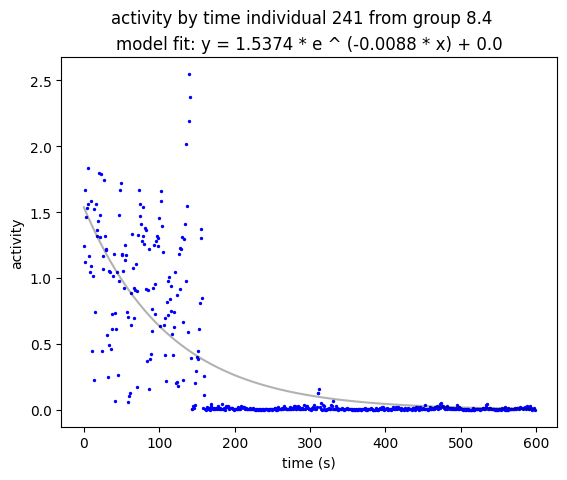 activity by time individual 241 from group 8.4
model fit: y = 1.5374 * e ^ (-0.0088 * x) + 0.0
2.5
2.0
1.5
1.0
0.5
0.0
activity
0 100 200 300 400 500 600
time (s)